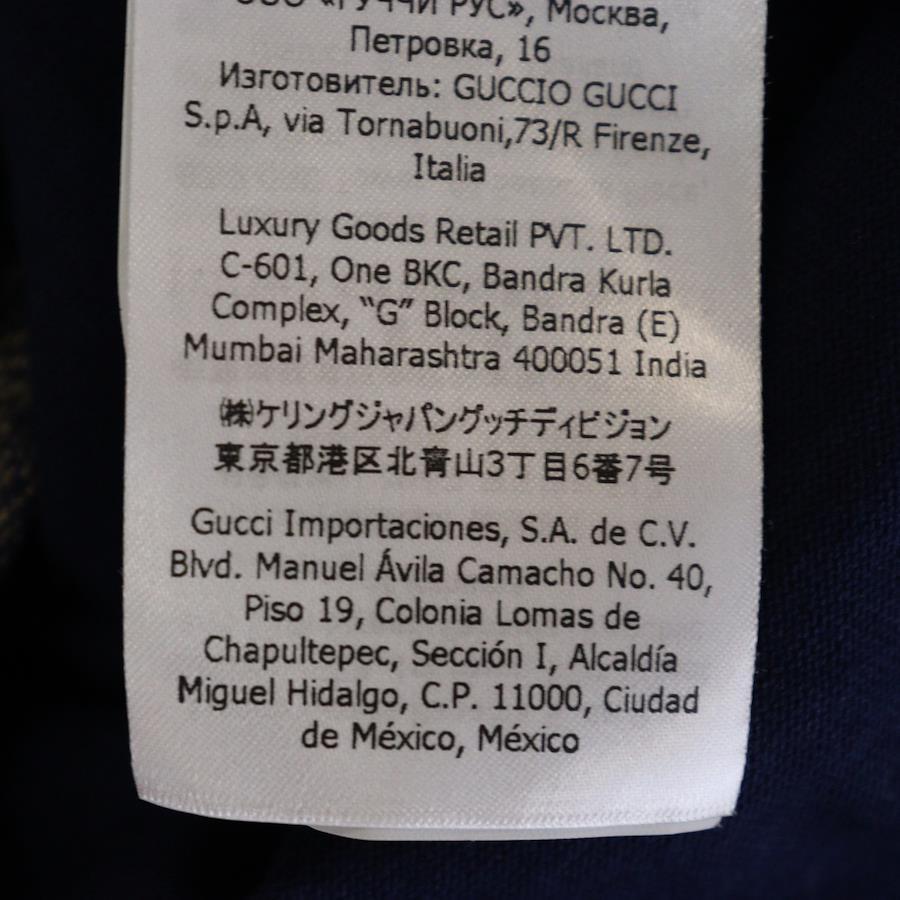 ООО «ГУЧЧИ РУС», Москва,
Петровка, 16
Изготовитель: GUCCIO GUCCI
S.p.A, via Tornabuoni,73/R Firenze,
Italia
Luxury Goods Retail PVT. LTD.
C-601, One BKC, Bandra Kurla
Complex, “G” Block, Bandra (E)
Mumbai Maharashtra 400051 India
㈱ケリングジャパングッチディビジョン
東京都港区北青山3丁目6番7号
Gucci Importaciones, S.A. de C.V.
Blvd. Manuel Ávila Camacho No. 40,
Piso 19, Colonia Lomas de
Chapultepec, Sección I, Alcaldía
Miguel Hidalgo, C.P. 11000, Ciudad
de México, México